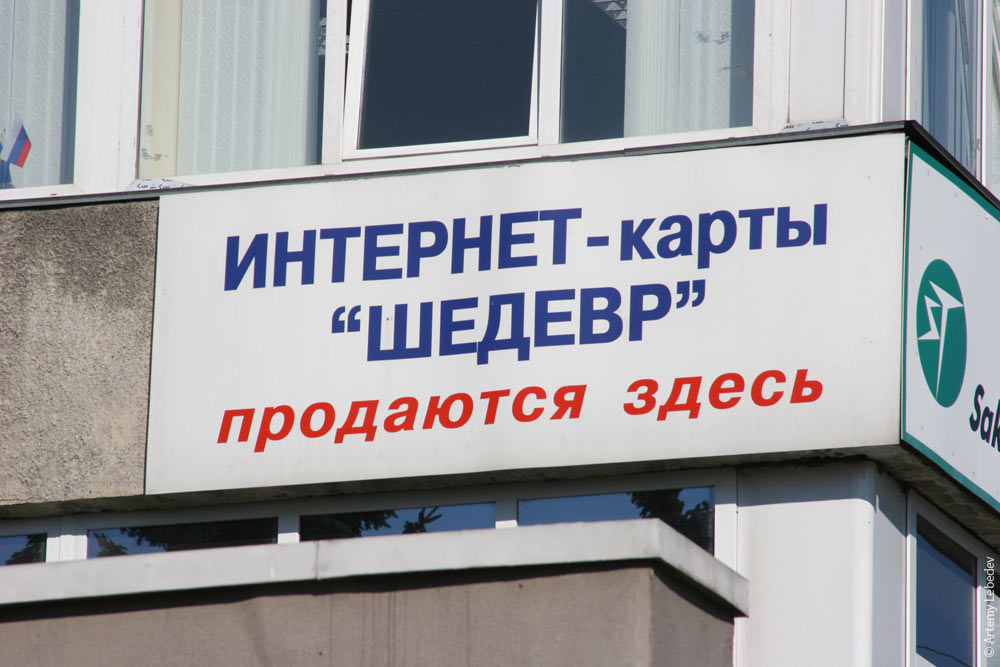 ИНТЕРНЕТ-карты
“ШЕДЕВР”
продаются здесь
Sak
© Artemy Lebedev